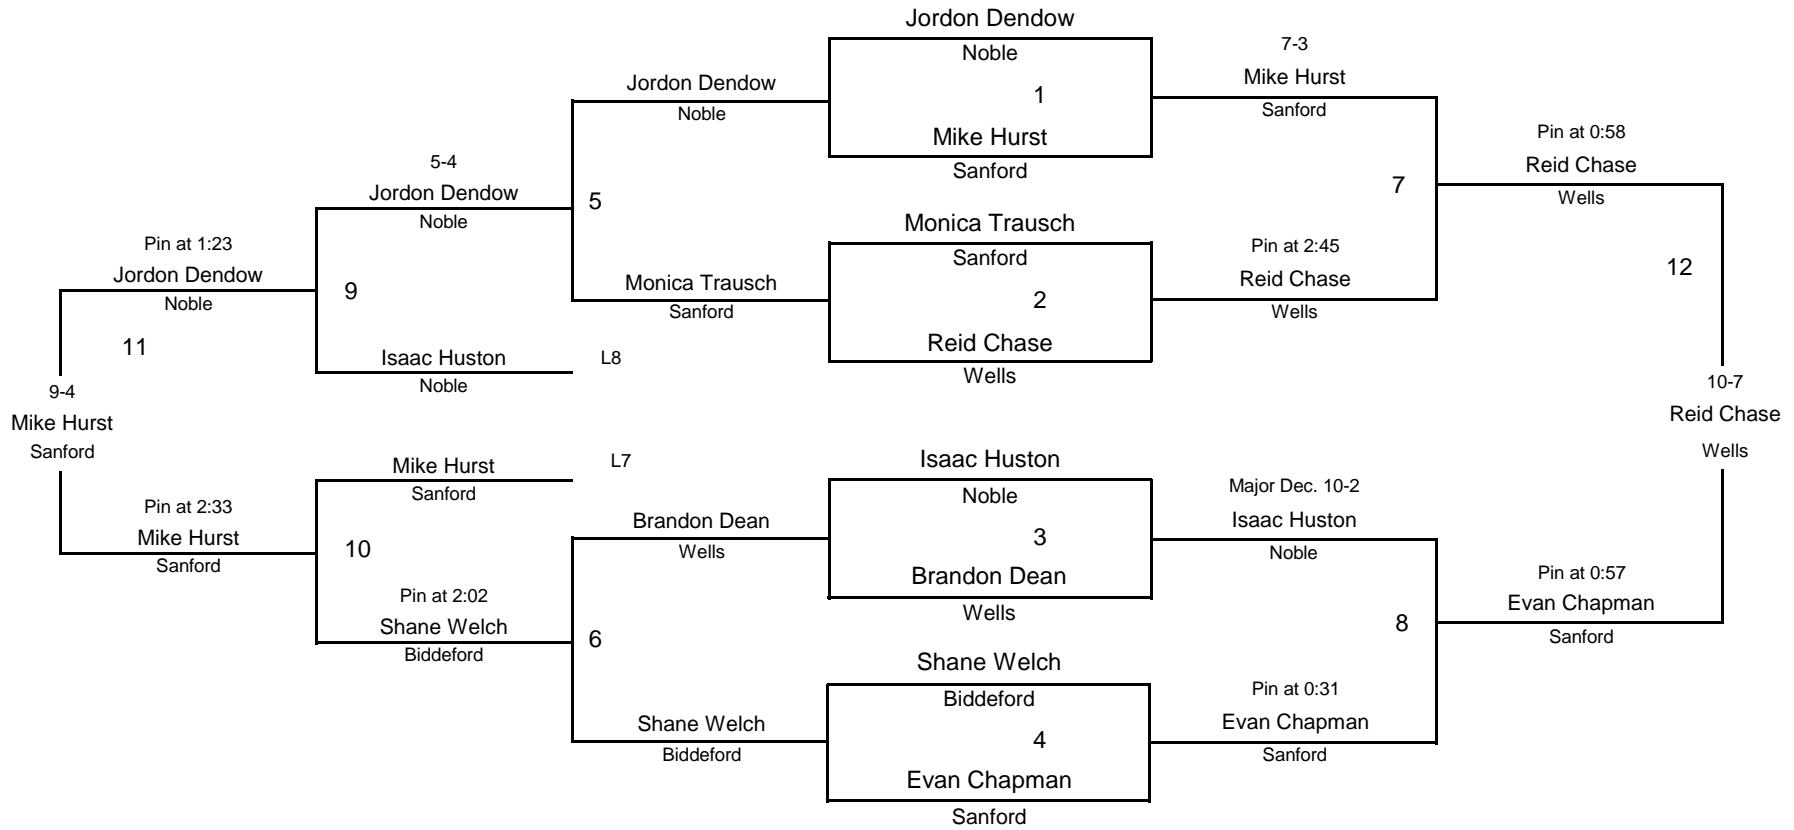 Jordon Dendow
Noble
1
Mike Hurst
Sanford
7-3
Mike Hurst
Sanford
Jordon Dendow
Noble
5
Monica Trausch
Sanford
Monica Trausch
Sanford
2
Reid Chase
Wells
Pin at 2:45
Reid Chase
Wells
7
Pin at 0:58
Reid Chase
Wells
12
5-4
Jordon Dendow
Noble
9
Isaac Huston
Noble
L8
Pin at 1:23
Jordon Dendow
Noble
11
9-4
Mike Hurst
Sanford
10-7
Reid Chase
Wells
Mike Hurst
Sanford
L7
Pin at 2:33
Mike Hurst
Sanford
10
Pin at 2:02
Shane Welch
Biddeford
Brandon Dean
Wells
6
Shane Welch
Biddeford
Isaac Huston
Noble
3
Brandon Dean
Wells
Major Dec. 10-2
Isaac Huston
Noble
8
Shane Welch
Biddeford
4
Evan Chapman
Sanford
Pin at 0:31
Evan Chapman
Sanford
Pin at 0:57
Evan Chapman
Sanford